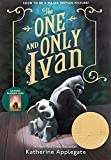 SOON TO BE A MAJOR MOTION PICTURE!
The
ONE
AND
ONLY
Ivan
KATHERINE APPLEGATE